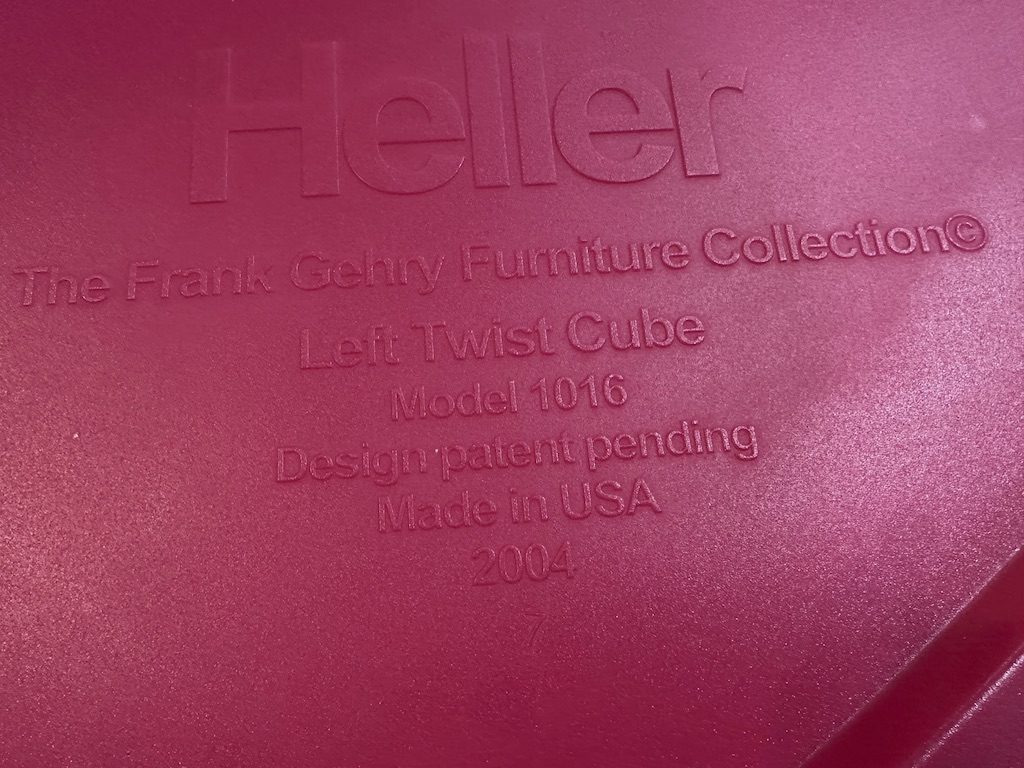 Heller
The Frank Gehry Furniture Collection©
Left Twist Cube
Model 1016
Design patent pending
Made in USA
2004
7